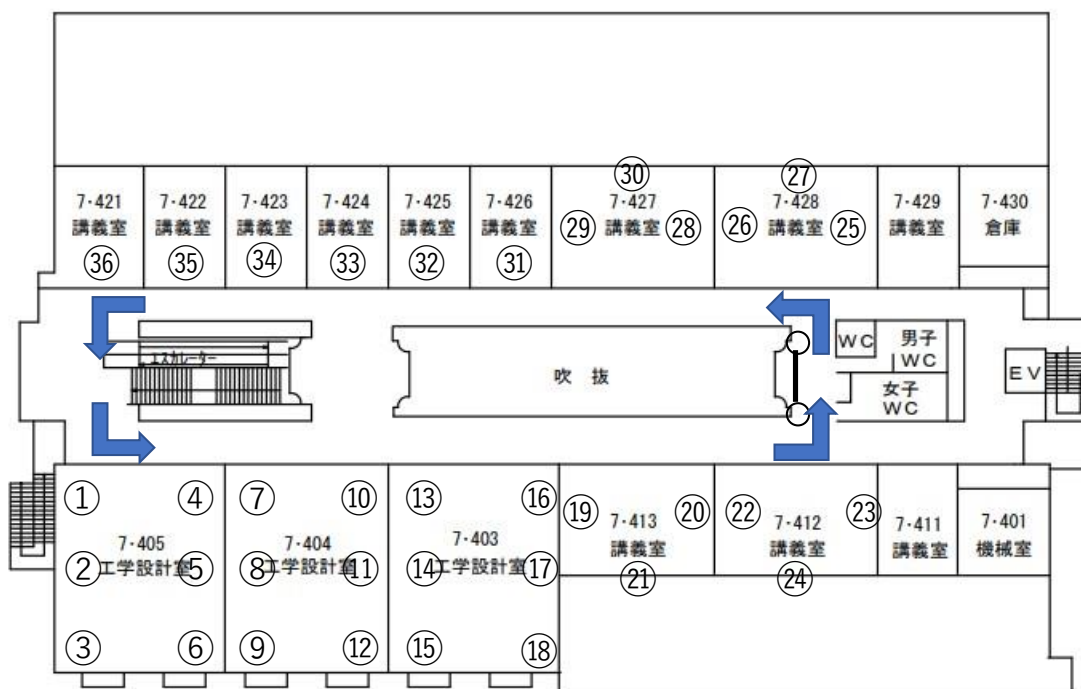 ㉚
㉗
7・421
講義室
㊱
7・422
講義室
㉟
7・423
講義室
㉞
7・424
講義室
㉝
7・425
講義室
㉜
7・426
講義室
㉛
7・427
㉙ 講義室 ㉘
7・428
㉖ 講義室 ㉕
7・429
講義室
7・430
倉庫
エスカレーター
吹抜
WC
男子
WC
女子
WC
EV
① ④
7・405
② 工学設計室 ⑤
③ ⑥
⑦ ⑩
7・404
⑧ 工学設計室 ⑪
⑨ ⑫
⑬ ⑯
7・403
⑭ 工学設計室 ⑰
⑮ ⑱
⑲ 7・413 ⑳
講義室
㉑
㉒ 7・412 ㉓
講義室
㉔
7・411
講義室
7・401
機械室